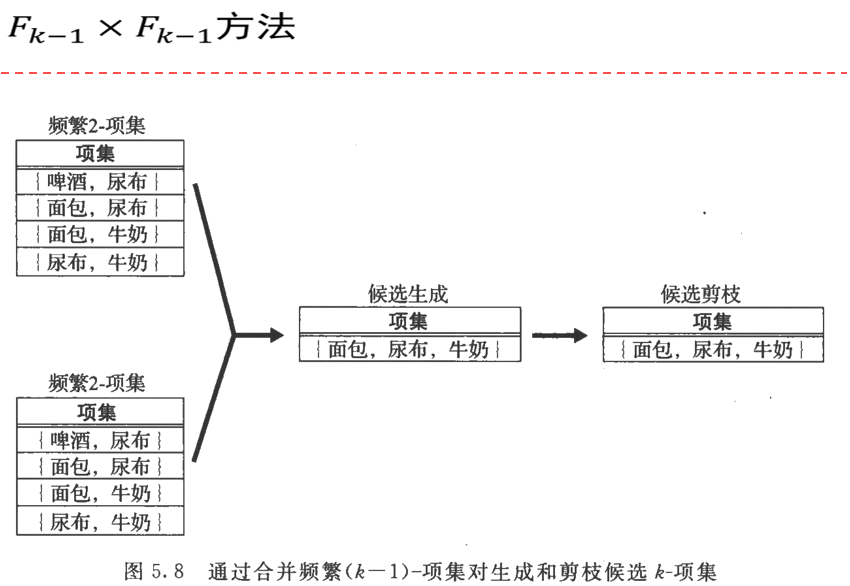 F_{k-1} × F_{k-1}方法
频繁2-项集
项集
{啤酒，尿布}
{面包，尿布}
{面包，牛奶}
{尿布，牛奶}
候选生成
项集
{面包，尿布，牛奶}
候选剪枝
项集
{面包，尿布，牛奶}
频繁2-项集
项集
{啤酒，尿布}
{面包，尿布}
{面包，牛奶}
{尿布，牛奶}
图 5.8 通过合并频繁(k－1)-项集对生成和剪枝候选 k-项集